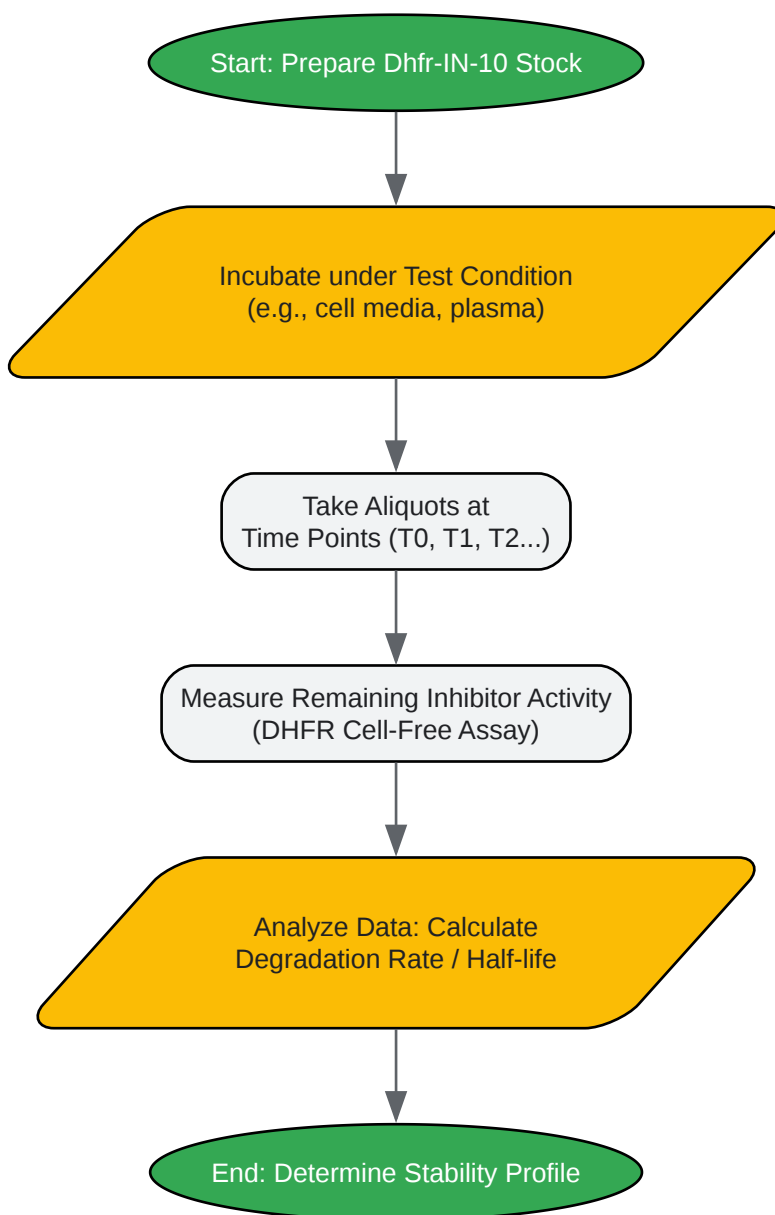 Start: Prepare Dhfr-IN-10 Stock
Incubate under Test Condition
(e.g., cell media, plasma)
Take Aliquots at
Time Points (T0, T1, T2...)
Measure Remaining Inhibitor Activity
(DHFR Cell-Free Assay)
Analyze Data: Calculate
Degradation Rate / Half-life
End: Determine Stability Profile